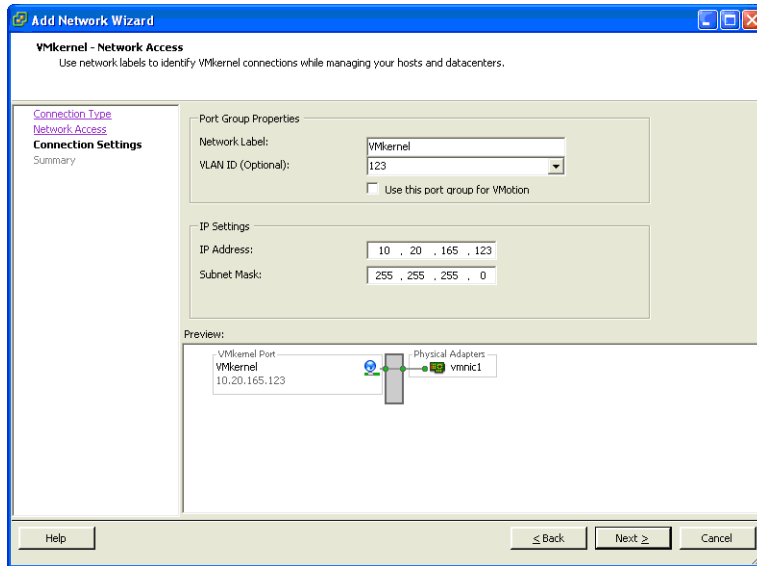 Add Network Wizard
VMkernel - Network Access
Use network labels to identify VMkernel connections while managing your hosts and datacenters.
Connection Type
Network Access
Connection Settings
Summary
Port Group Properties
Network Label:
VMkernel
VLAN ID (Optional):
123
Use this port group for VMotion
IP Settings
IP Address:
10 . 20 . 165 . 123
Subnet Mask:
255 . 255 . 255 . 0
Preview:
VMkernel Port
VMkernel
10.20.165.123
Physical Adapters
vmnic1
Help
< Back
Next >
Cancel